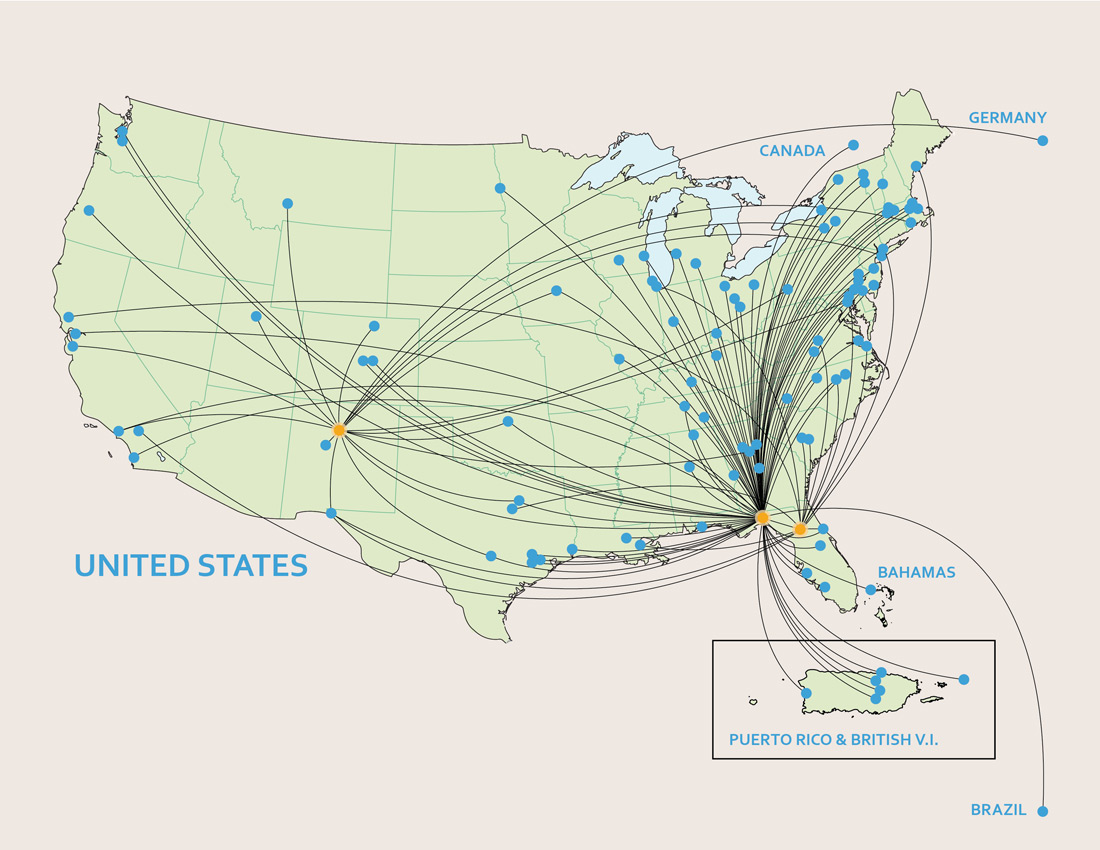 GERMANY
CANADA
UNITED STATES
BAHAMAS
PUERTO RICO & BRITISH V.I.
BRAZIL